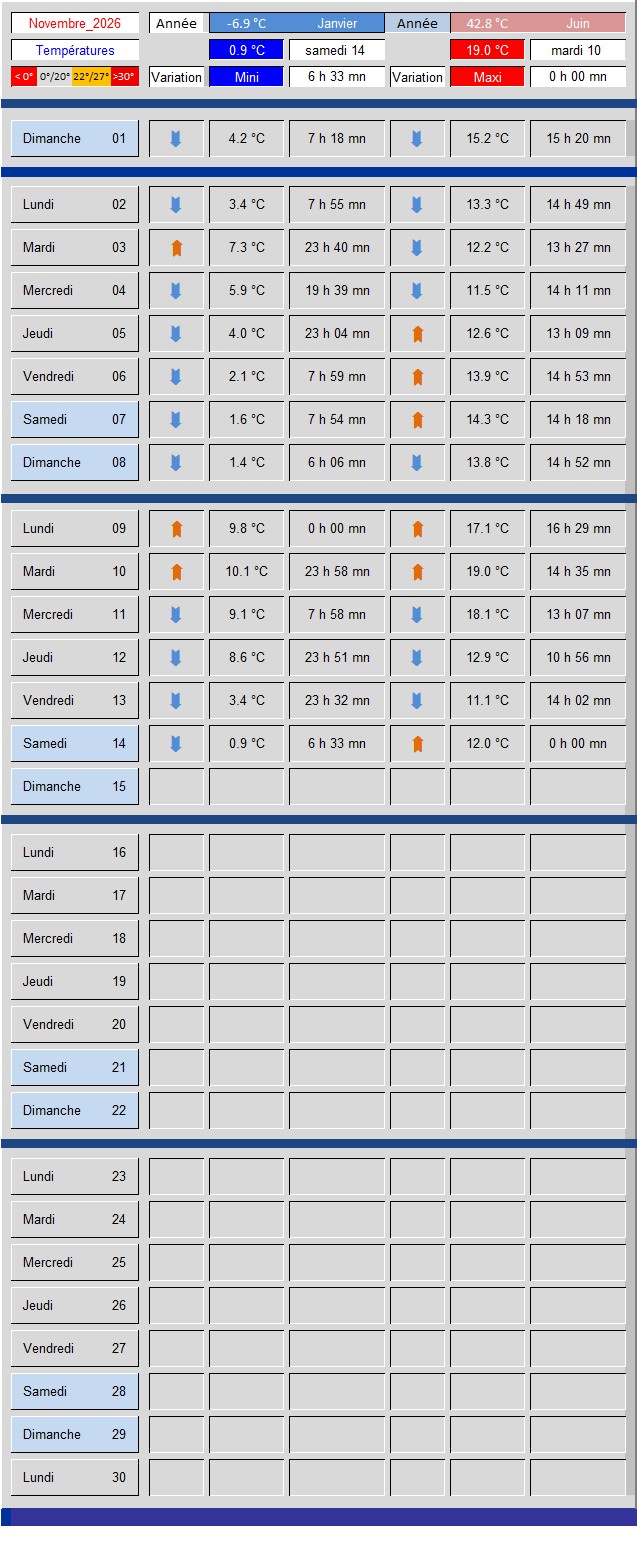 Novembre_2026 Année -6.9 °C Janvier Année 42.8 °C Juin
Températures 0.9 °C samedi 14 19.0 °C mardi 10
< 0° 0°/20° 22°/27° >30° Variation Mini 6 h 33 mn Variation Maxi 0 h 00 mn
Dimanche 01 4.2 °C 7 h 18 mn 15.2 °C 15 h 20 mn
Lundi 02 3.4 °C 7 h 55 mn 13.3 °C 14 h 49 mn
Mardi 03 7.3 °C 23 h 40 mn 12.2 °C 13 h 27 mn
Mercredi 04 5.9 °C 19 h 39 mn 11.5 °C 14 h 11 mn
Jeudi 05 4.0 °C 23 h 04 mn 12.6 °C 13 h 09 mn
Vendredi 06 2.1 °C 7 h 59 mn 13.9 °C 14 h 53 mn
Samedi 07 1.6 °C 7 h 54 mn 14.3 °C 14 h 18 mn
Dimanche 08 1.4 °C 6 h 06 mn 13.8 °C 14 h 52 mn
Lundi 09 9.8 °C 0 h 00 mn 17.1 °C 16 h 29 mn
Mardi 10 10.1 °C 23 h 58 mn 19.0 °C 14 h 35 mn
Mercredi 11 9.1 °C 7 h 58 mn 18.1 °C 13 h 07 mn
Jeudi 12 8.6 °C 23 h 51 mn 12.9 °C 10 h 56 mn
Vendredi 13 3.4 °C 23 h 32 mn 11.1 °C 14 h 02 mn
Samedi 14 0.9 °C 6 h 33 mn 12.0 °C 0 h 00 mn
Dimanche 15
Lundi 16
Mardi 17
Mercredi 18
Jeudi 19
Vendredi 20
Samedi 21
Dimanche 22
Lundi 23
Mardi 24
Mercredi 25
Jeudi 26
Vendredi 27
Samedi 28
Dimanche 29
Lundi 30